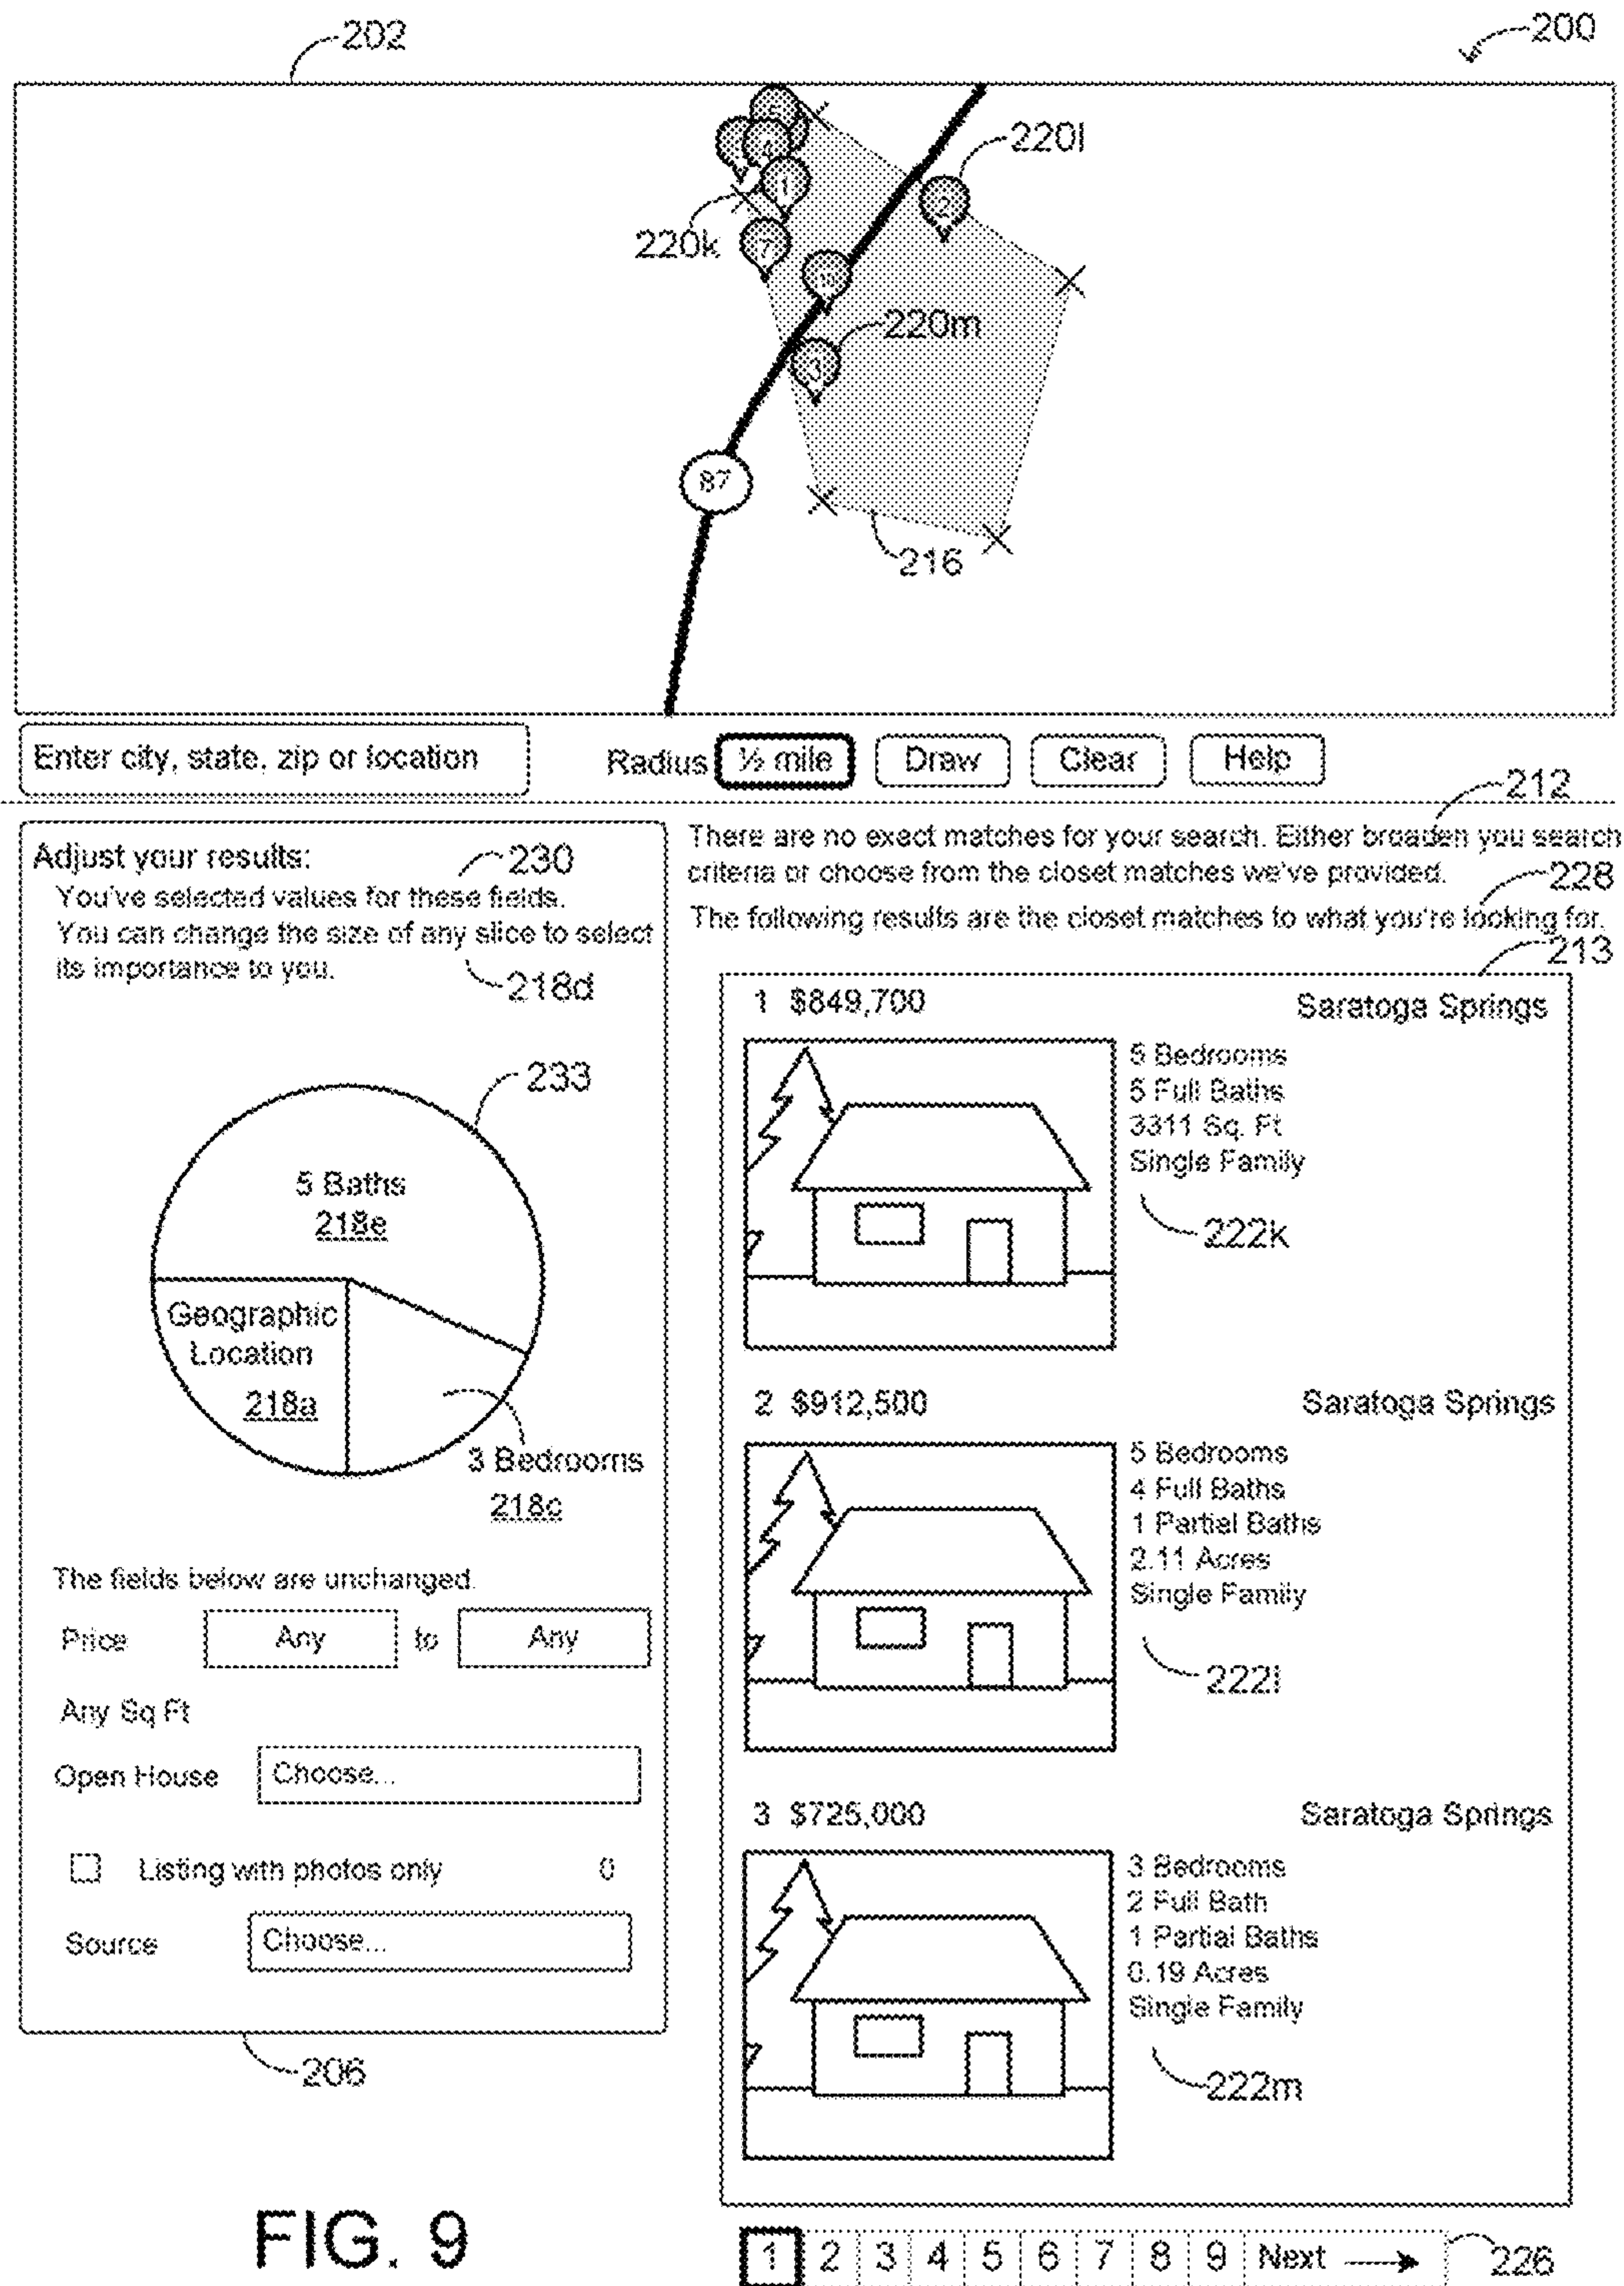 202
200
5
6
220l
1
2
220k
7
10
220m
3
87
216
Enter city, state, zip or location
Radius
½ mile
Draw
Clear
Help
212
There are no exact matches for your search. Either broaden you search
criteria or choose from the closet matches we've provided.
228
The following results are the closet matches to what you're looking for.
213
Adjust your results:
230
You've selected values for these fields.
You can change the size of any slice to select
its importance to you.
218d
233
5 Baths
218e
Geographic
Location
218a
3 Bedrooms
218c
The fields below are unchanged.
Price Any to Any
Any Sq Ft
Open House Choose...
Listing with photos only 0
Source Choose...
206
1 $849,700 Saratoga Springs
5 Bedrooms
5 Full Baths
3311 Sq. Ft
Single Family
222k
2 $912,500 Saratoga Springs
5 Bedrooms
4 Full Baths
1 Partial Baths
2.11 Acres
Single Family
222l
3 $725,000 Saratoga Springs
3 Bedrooms
2 Full Bath
1 Partial Baths
0.19 Acres
Single Family
222m
FIG. 9
1 2 3 4 5 6 7 8 9 Next
226